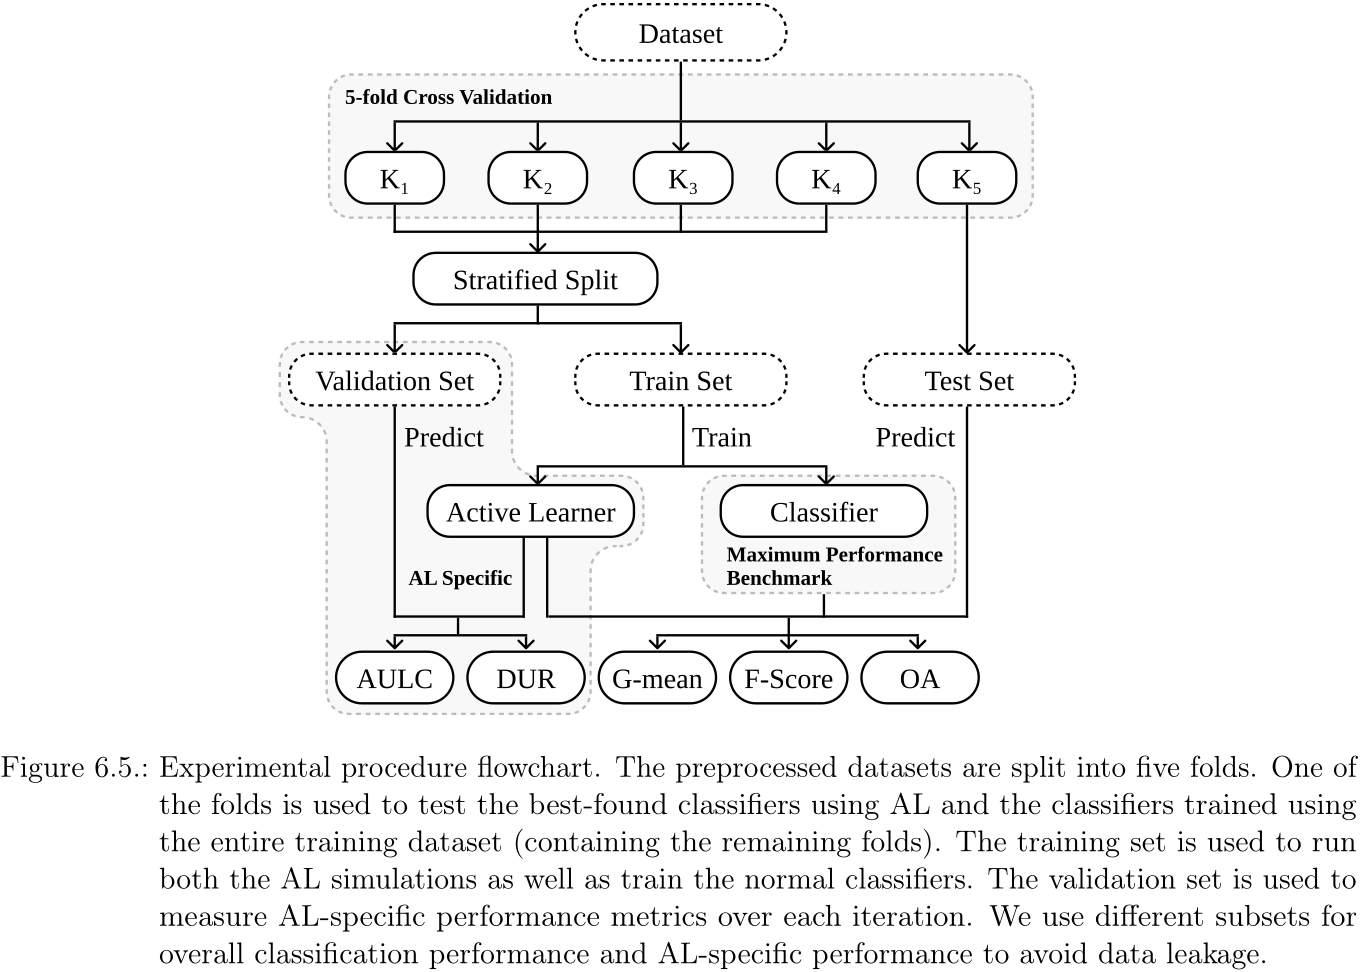 Dataset
5-fold Cross Validation
K1
K2
K3
K4
K5
Stratified Split
Validation Set
Train Set
Test Set
Predict
Train
Predict
Active Learner
Classifier
Maximum Performance
Benchmark
AL Specific
AULC
DUR
G-mean
F-Score
OA
Figure 6.5.: Experimental procedure flowchart. The preprocessed datasets are split into five folds. One of
the folds is used to test the best-found classifiers using AL and the classifiers trained using
the entire training dataset (containing the remaining folds). The training set is used to run
both the AL simulations as well as train the normal classifiers. The validation set is used to
measure AL-specific performance metrics over each iteration. We use different subsets for
overall classification performance and AL-specific performance to avoid data leakage.